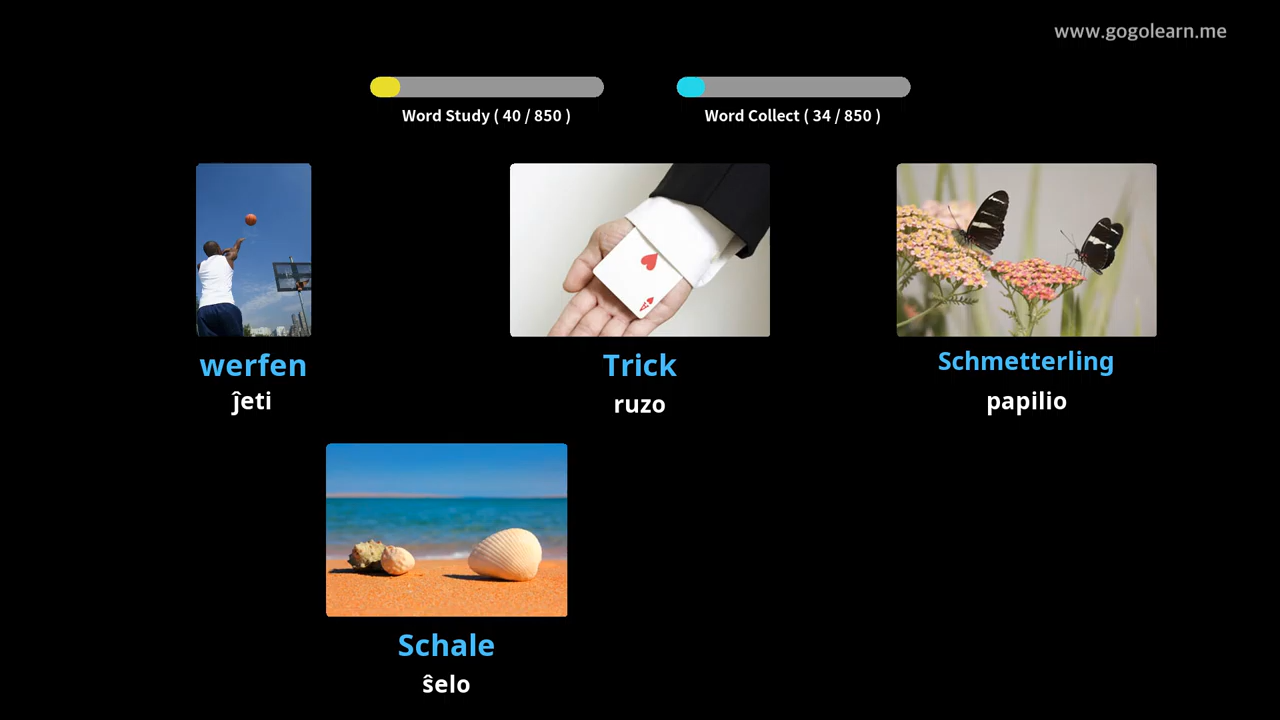 www.gogolearn.me
Word Study ( 40 / 850 )
Word Collect ( 34 / 850 )
werfen
ĵeti
Trick
ruzo
Schmetterling
papilio
Schale
ŝelo